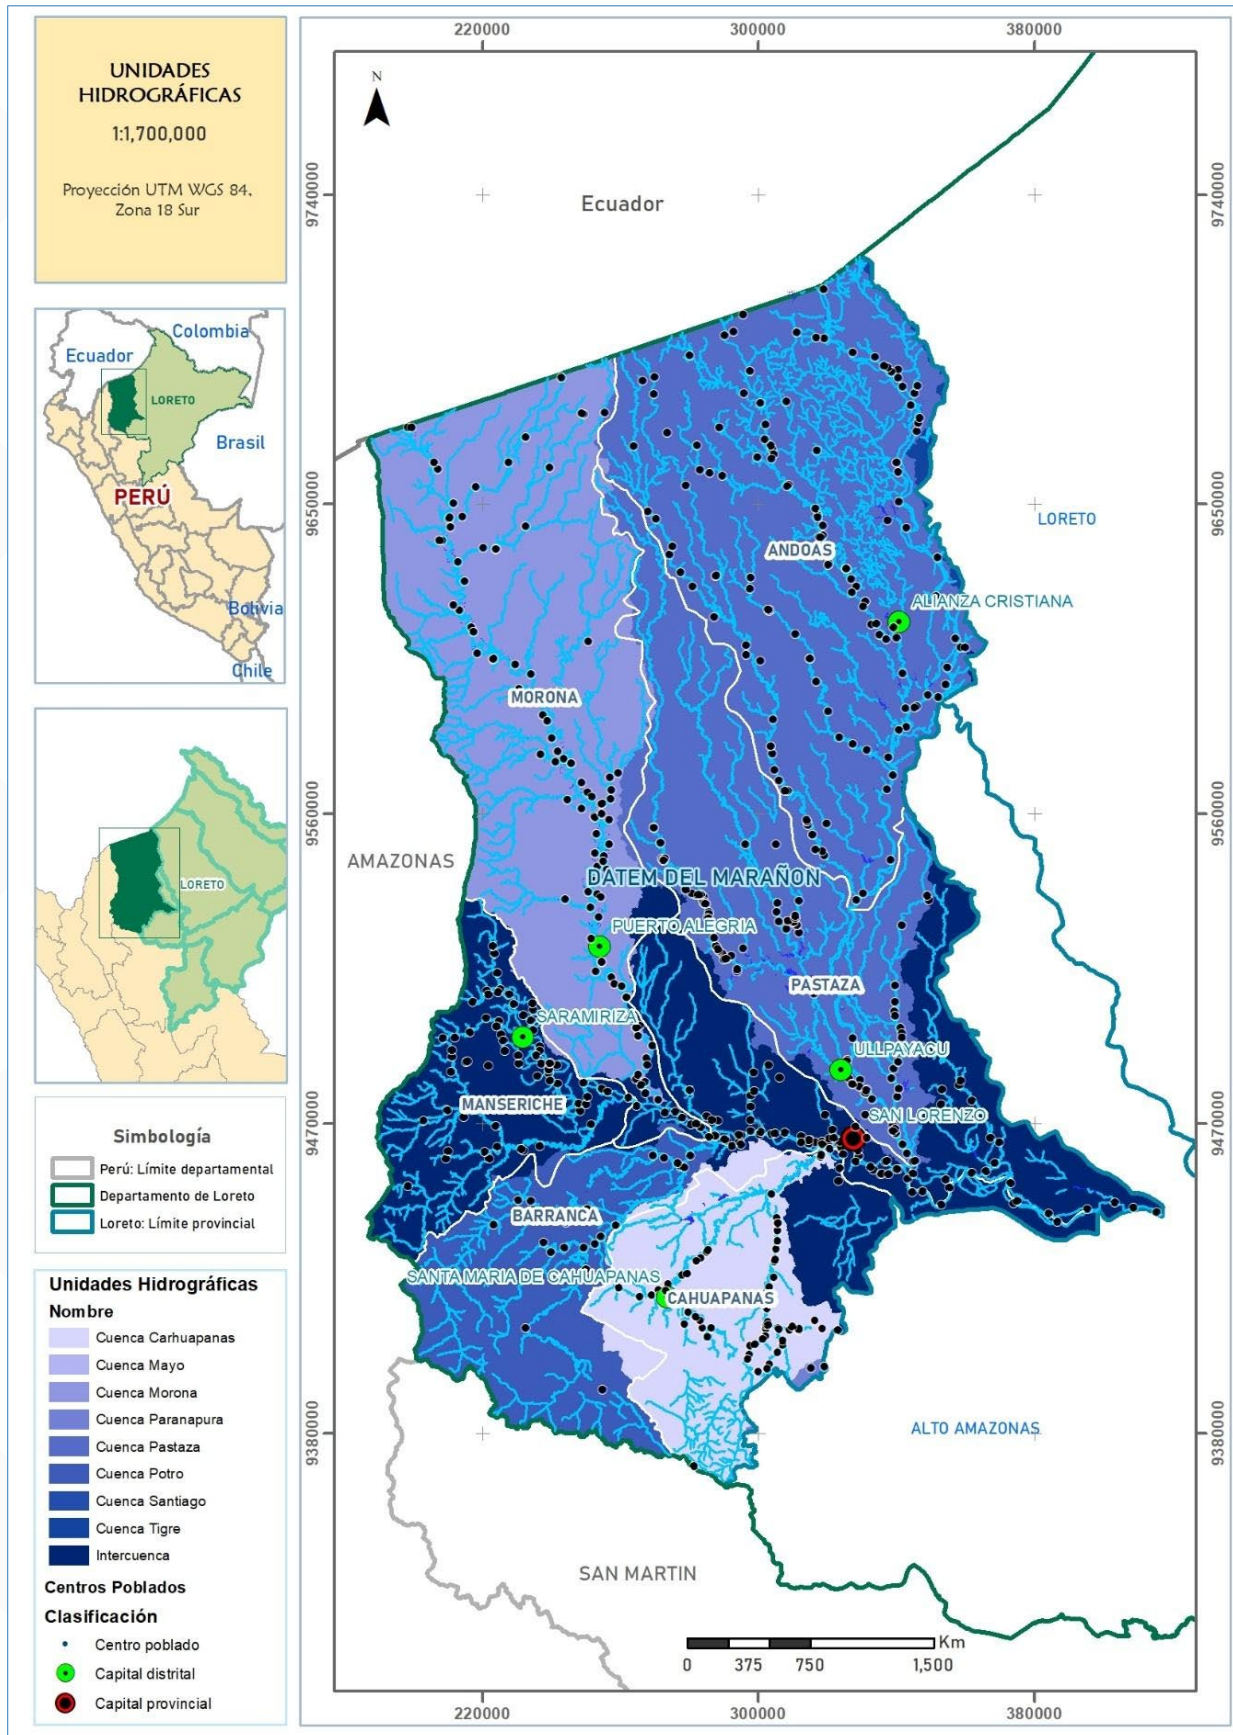 UNIDADES
HIDROGRÁFICAS
1:1,700,000
Proyección UTM WGS 84,
Zona 18 Sur
Colombia
Ecuador
LORETO
Brasil
PERÚ
Bolivia
Chile
LORETO
Simbología
Perú: Límite departamental
Departamento de Loreto
Loreto: Límite provincial
Unidades Hidrográficas
Nombre
Cuenca Carhuapanas
Cuenca Mayo
Cuenca Morona
Cuenca Paranapura
Cuenca Pastaza
Cuenca Potro
Cuenca Santiago
Cuenca Tigre
Intercuenca
Centros Poblados
Clasificación
Centro poblado
Capital distrital
Capital provincial
220000 300000 380000
N
9740000 9740000
Ecuador
9650000 9650000
LORETO
ANDOAS
ALIANZA CRISTIANA
MORONA
9560000 9560000
AMAZONAS
DATEM DEL MARAÑON
PUERTO ALEGRIA
PASTAZA
SARAMIRIZA
ULLPAYACU
MANSERICHE
SAN LORENZO
9470000 9470000
BARRANCA
SANTA MARIA DE CAHUAPANAS
CAHUAPANAS
ALTO AMAZONAS
9380000 9380000
SAN MARTIN
Km
0 375 750 1,500
220000 300000 380000